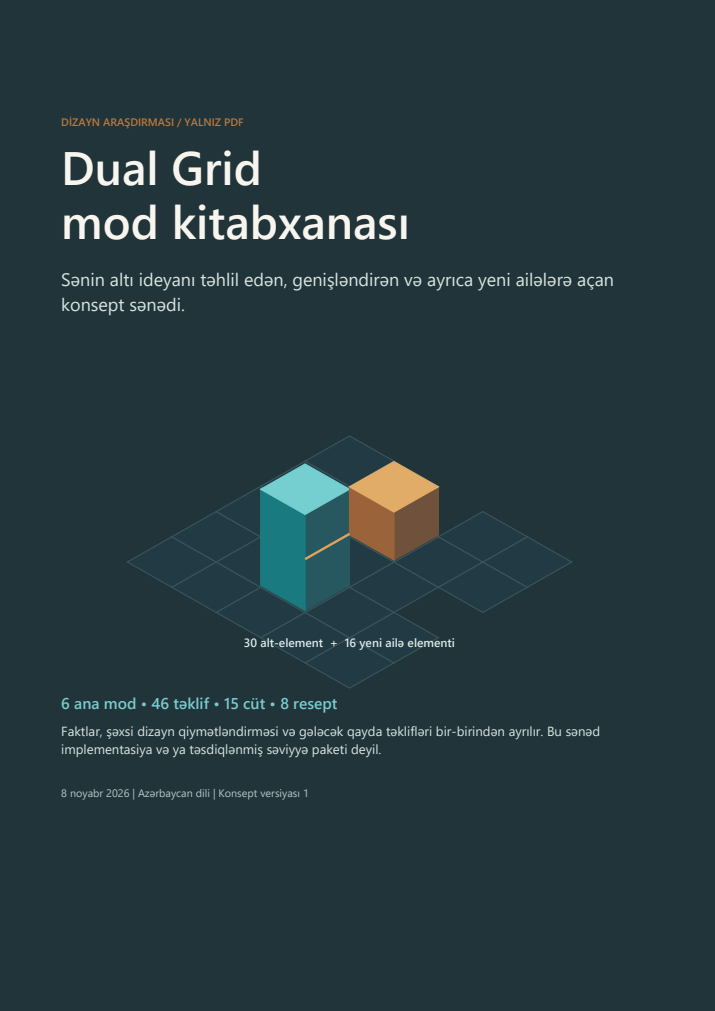 DİZAYN ARAŞDIRMASI / YALNIZ PDF
Dual Grid
mod kitabxanası
Sənin altı ideyanı təhlil edən, genişləndirən və ayrıca yeni ailələrə açan
konsept sənədi.
30 alt-element + 16 yeni ailə elementi
6 ana mod • 46 təklif • 15 cüt • 8 resept
Faktlar, şəxsi dizayn qiymətləndirməsi və gələcək qayda təklifləri bir-birindən ayrılır. Bu sənəd
implementasiya və ya təsdiqlənmiş səviyyə paketi deyil.
8 noyabr 2026 | Azərbaycan dili | Konsept versiyası 1